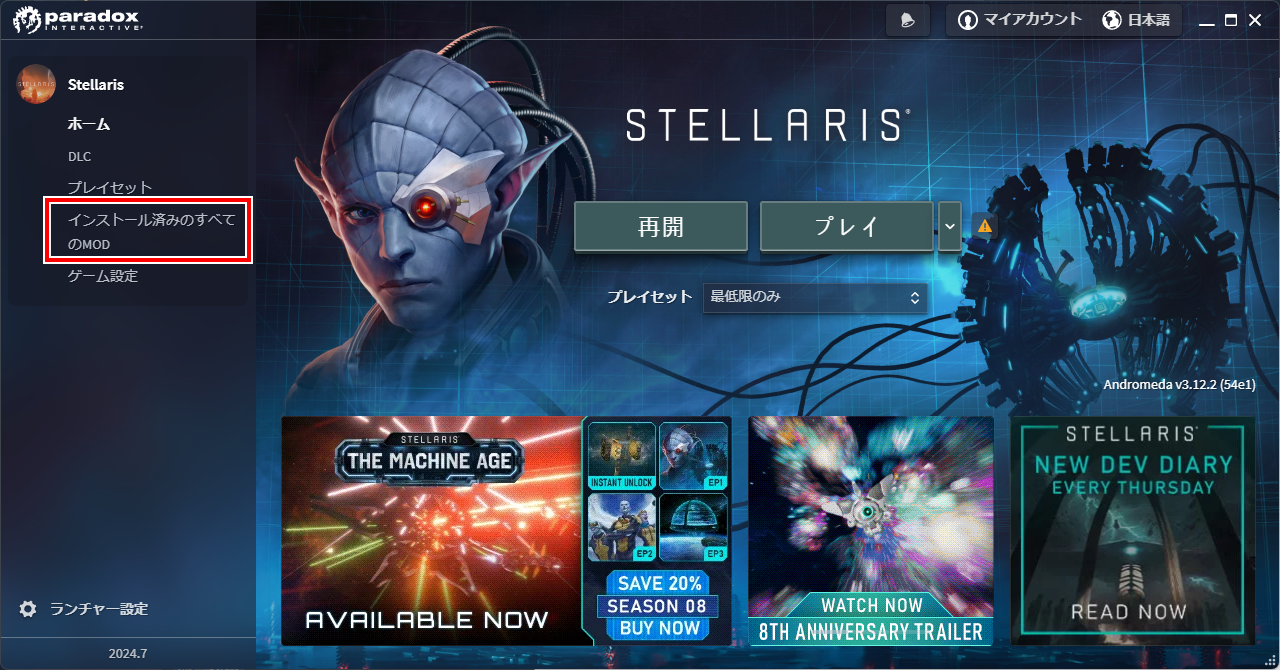 paradox
INTERACTIVE
マイアカウント
日本語
STELLARIS
Stellaris
ホーム
DLC
プレイセット
インストール済みのすべて
のMOD
ゲーム設定
ランチャー設定
2024.7
STELLARIS
再開
プレイ
プレイセット
最低限のみ
Andromeda v3.12.2 (54e1)
STELLARIS
THE MACHINE AGE
AVAILABLE NOW
INSTANT UNLOCK
EP1
EP2
EP3
SAVE 20%
SEASON 08
BUY NOW
WATCH NOW
8TH ANNIVERSARY TRAILER
STELLARIS
NEW DEV DIARY
EVERY THURSDAY
READ NOW